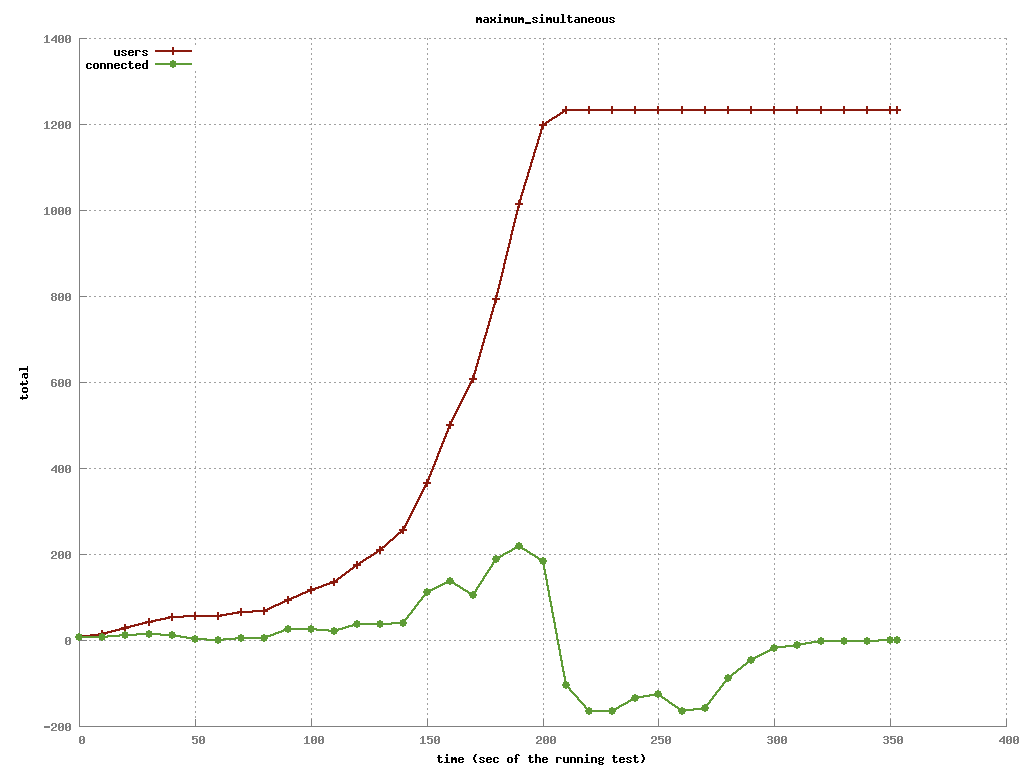 maximum_simultaneous
1400
users
connected
1200
1000
800
600
400
200
0
-200
total
0 50 100 150 200 250 300 350 400
time (sec of the running test)